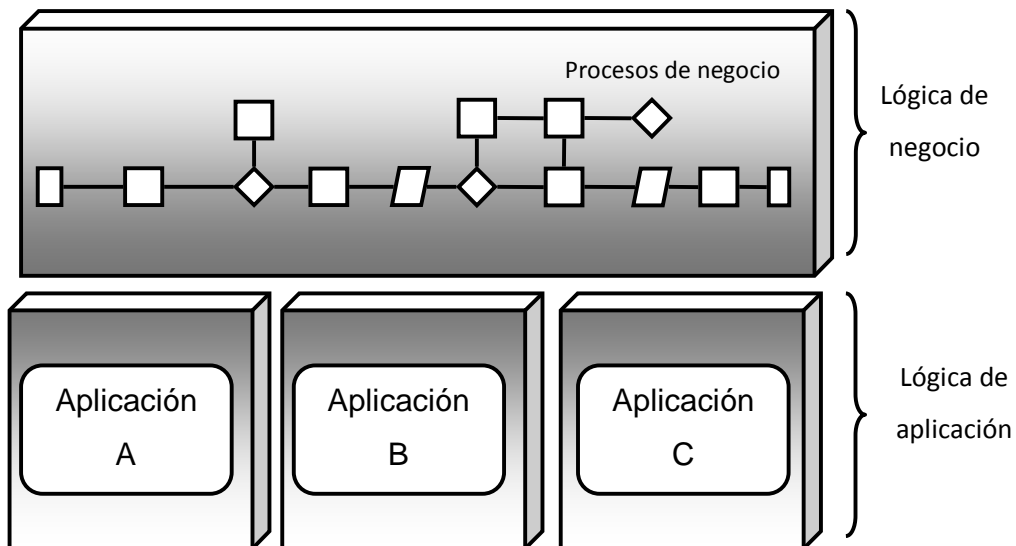 Procesos de negocio
Lógica de
negocio
Aplicación
A
Aplicación
B
Aplicación
C
Lógica de
aplicación